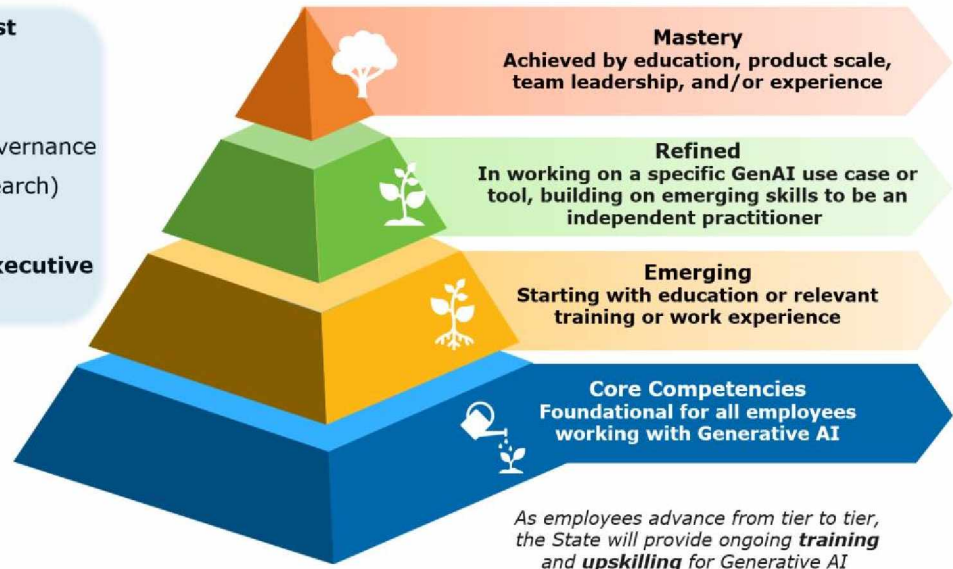 st
vernance
earch)
xecutive
Mastery
Achieved by education, product scale,
team leadership, and/or experience
Refined
In working on a specific GenAI use case or
tool, building on emerging skills to be an
independent practitioner
Emerging
Starting with education or relevant
training or work experience
Core Competencies
Foundational for all employees
working with Generative AI
As employees advance from tier to tier,
the State will provide ongoing training
and upskilling for Generative AI